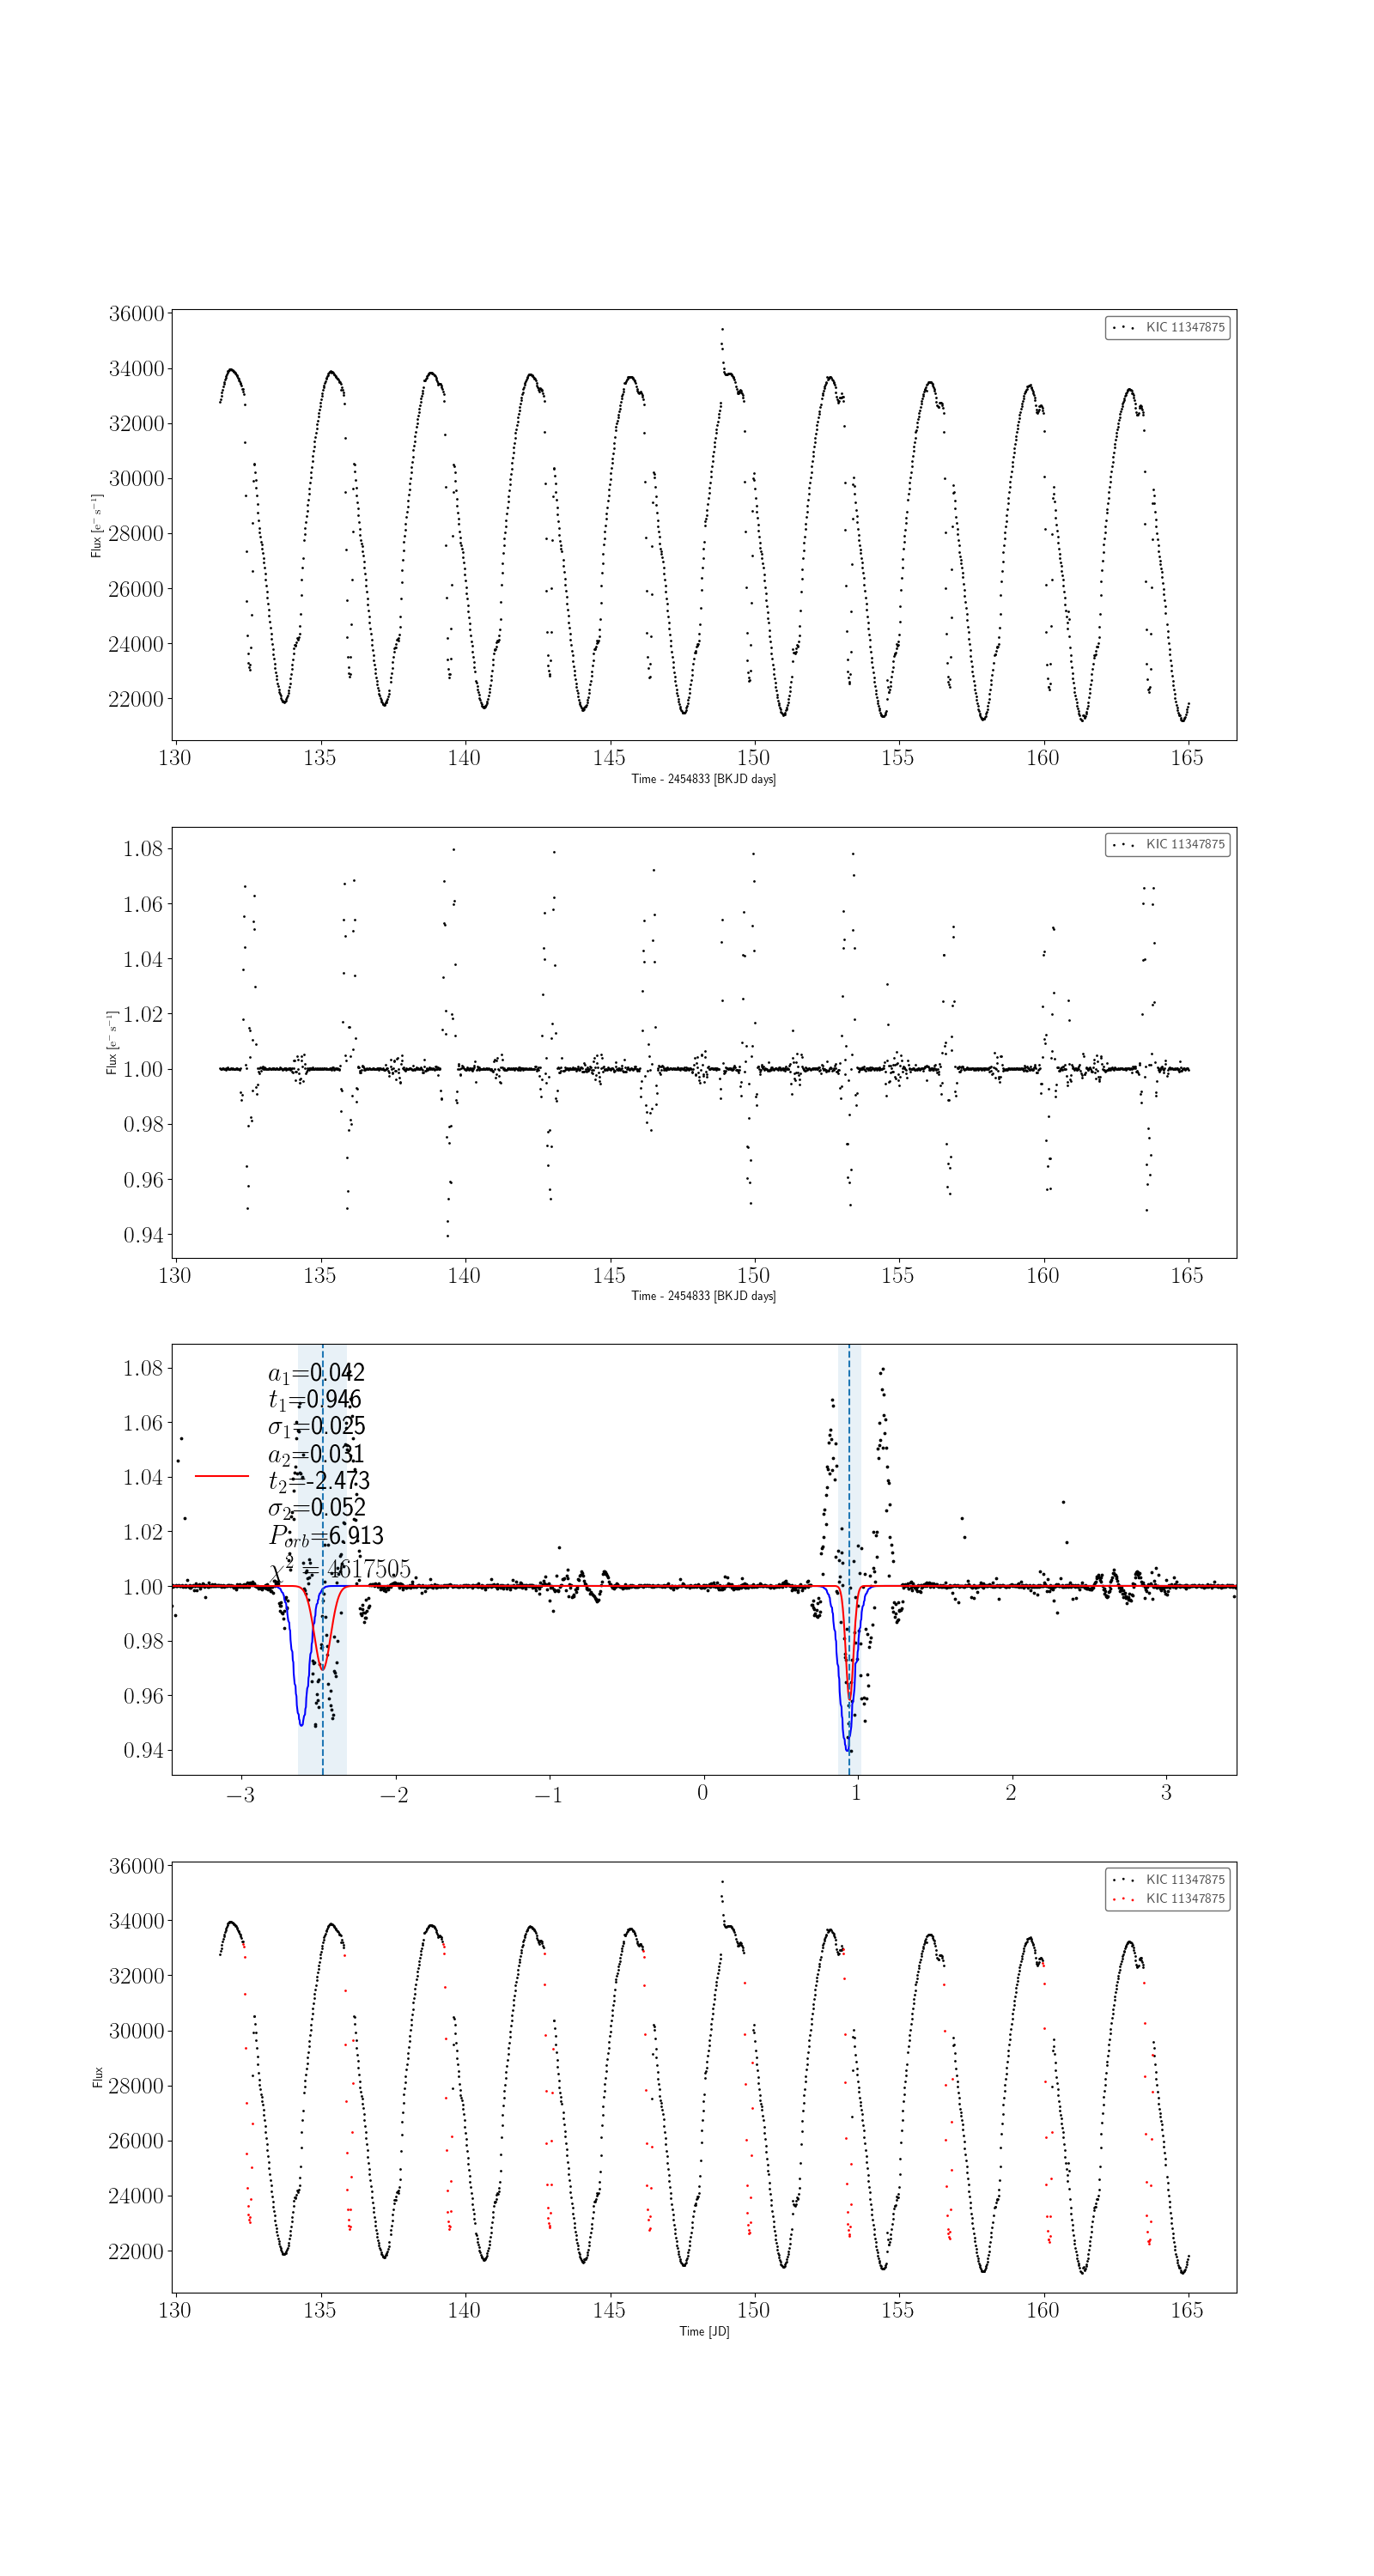 36000
34000
32000
30000
28000
26000
24000
22000
Flux [e⁻ s⁻¹]
KIC 11347875
130 135 140 145 150 155 160 165
Time - 2454833 [BKJD days]
1.08
1.06
1.04
1.02
1.00
0.98
0.96
0.94
Flux [e⁻ s⁻¹]
KIC 11347875
130 135 140 145 150 155 160 165
Time - 2454833 [BKJD days]
1.08
1.06
1.04
1.02
1.00
0.98
0.96
0.94
a₁=0.042
t₁=0.946
σ₁=0.025
a₂=0.031
t₂=-2.473
σ₂=0.052
P_orb=6.913
χ² = 4617505
−3 −2 −1 0 1 2 3
36000
34000
32000
30000
28000
26000
24000
22000
Flux
KIC 11347875
KIC 11347875
130 135 140 145 150 155 160 165
Time [JD]